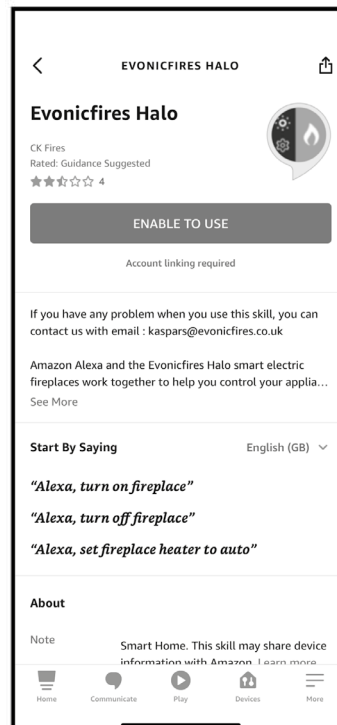 EVONICFIRES HALO
Evonicfires Halo
CK Fires
Rated: Guidance Suggested
4
ENABLE TO USE
Account linking required
If you have any problem when you use this skill, you can
contact us with email : kaspars@evonicfires.co.uk
Amazon Alexa and the Evonicfires Halo smart electric
fireplaces work together to help you control your applia...
See More
Start By Saying English (GB)
“Alexa, turn on fireplace”
“Alexa, turn off fireplace”
“Alexa, set fireplace heater to auto”
About
Note Smart Home. This skill may share device
information with Amazon. Learn more
Home Communicate Play Devices More